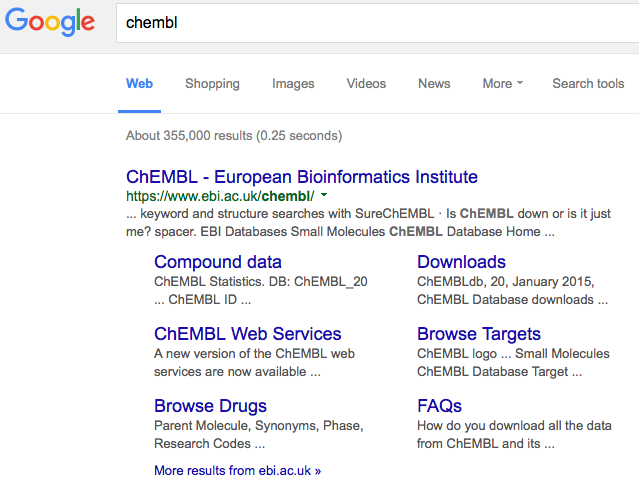 Google
chembl
Web Shopping Images Videos News More Search tools
About 355,000 results (0.25 seconds)
ChEMBL - European Bioinformatics Institute
https://www.ebi.ac.uk/chembl/
... keyword and structure searches with SureChEMBL · Is ChEMBL down or is it just
me? spacer. EBI Databases Small Molecules ChEMBL Database Home ...
Compound data
ChEMBL Statistics. DB: ChEMBL_20
... ChEMBL ID ...
Downloads
ChEMBLdb, 20, January 2015,
ChEMBL Database downloads ...
ChEMBL Web Services
A new version of the ChEMBL web
services are now available ...
Browse Targets
ChEMBL logo ... Small Molecules
ChEMBL Database Target ...
Browse Drugs
Parent Molecule, Synonyms, Phase,
Research Codes ...
FAQs
How do you download all the data
from ChEMBL and its ...
More results from ebi.ac.uk »